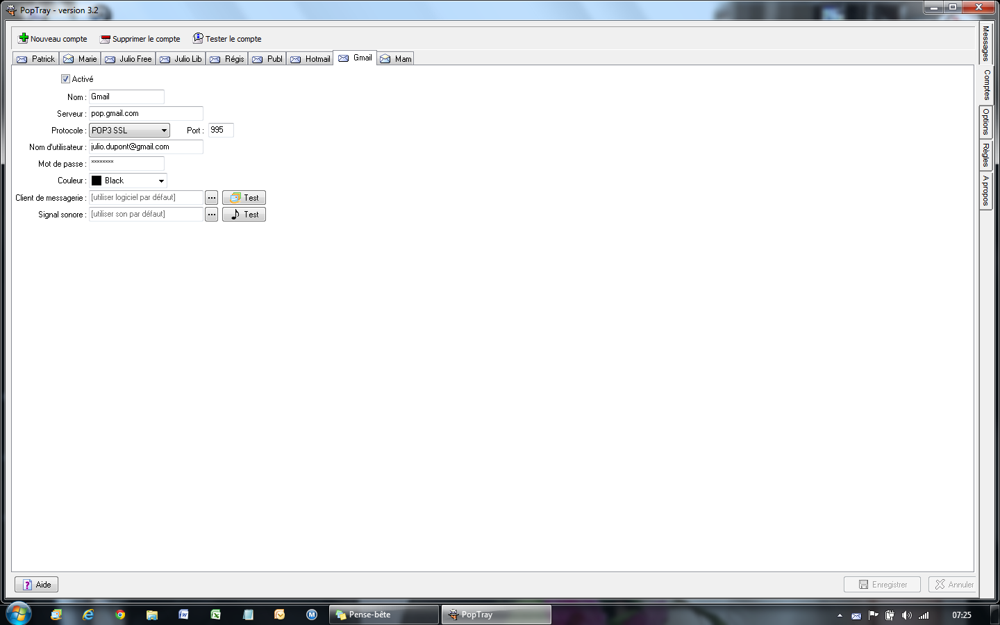 PopTray - version 3.2
Nouveau compte Supprimer le compte Tester le compte
Patrick Marie Julio Free Julio Lib Régis Publ Hotmail Gmail Mam
Activé
Nom : Gmail
Serveur : pop.gmail.com
Protocole : POP3 SSL Port : 995
Nom d'utilisateur : julio.dupont@gmail.com
Mot de passe : ********
Couleur : Black
Client de messagerie : [utiliser logiciel par défaut] ... Test
Signal sonore : [utiliser son par défaut] ... Test
Messages
Comptes
Options
Règles
A propos
Aide Enregistrer Annuler
Pense-bête PopTray 07:25